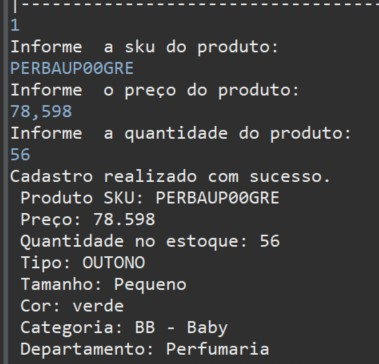 |-----------------------------------
1
Informe  a sku do produto:
PERBAUP00GRE
Informe  o preço do produto:
78,598
Informe  a quantidade do produto:
56
Cadastro realizado com sucesso.
Produto SKU: PERBAUP00GRE
Preço: 78.598
Quantidade no estoque: 56
Tipo: OUTONO
Tamanho: Pequeno
Cor: verde
Categoria: BB - Baby
Departamento: Perfumaria